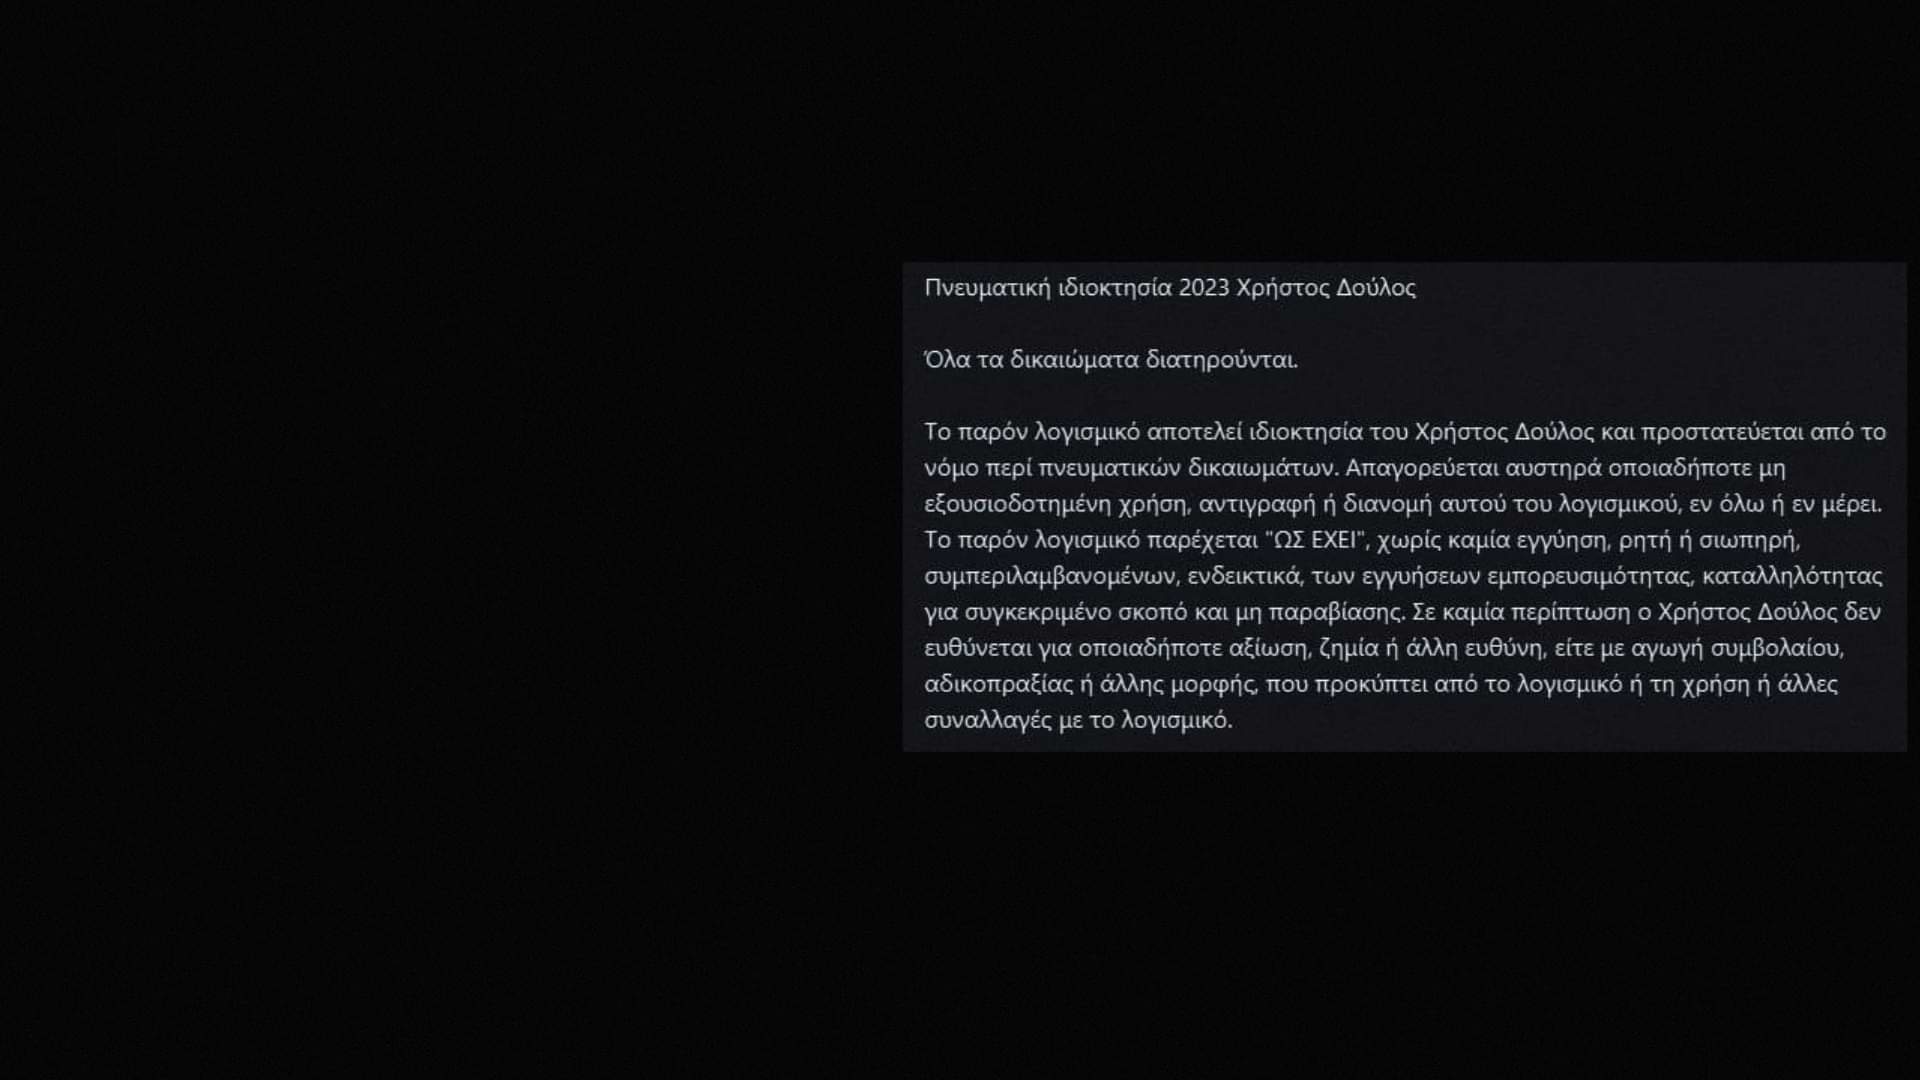 Πνευματική ιδιοκτησία 2023 Χρήστος Δούλος
Όλα τα δικαιώματα διατηρούνται.
Το παρόν λογισμικό αποτελεί ιδιοκτησία του Χρήστος Δούλος και προστατεύεται από το
νόμο περί πνευματικών δικαιωμάτων. Απαγορεύεται αυστηρά οποιαδήποτε μη
εξουσιοδοτημένη χρήση, αντιγραφή ή διανομή αυτού του λογισμικού, εν όλω ή εν μέρει.
Το παρόν λογισμικό παρέχεται "ΩΣ ΕΧΕΙ", χωρίς καμία εγγύηση, ρητή ή σιωπηρή,
συμπεριλαμβανομένων, ενδεικτικά, των εγγυήσεων εμπορευσιμότητας, καταλληλότητας
για συγκεκριμένο σκοπό και μη παραβίασης. Σε καμία περίπτωση ο Χρήστος Δούλος δεν
ευθύνεται για οποιαδήποτε αξίωση, ζημία ή άλλη ευθύνη, είτε με αγωγή συμβολαίου,
αδικοπραξίας ή άλλης μορφής, που προκύπτει από το λογισμικό ή τη χρήση ή άλλες
συναλλαγές με το λογισμικό.